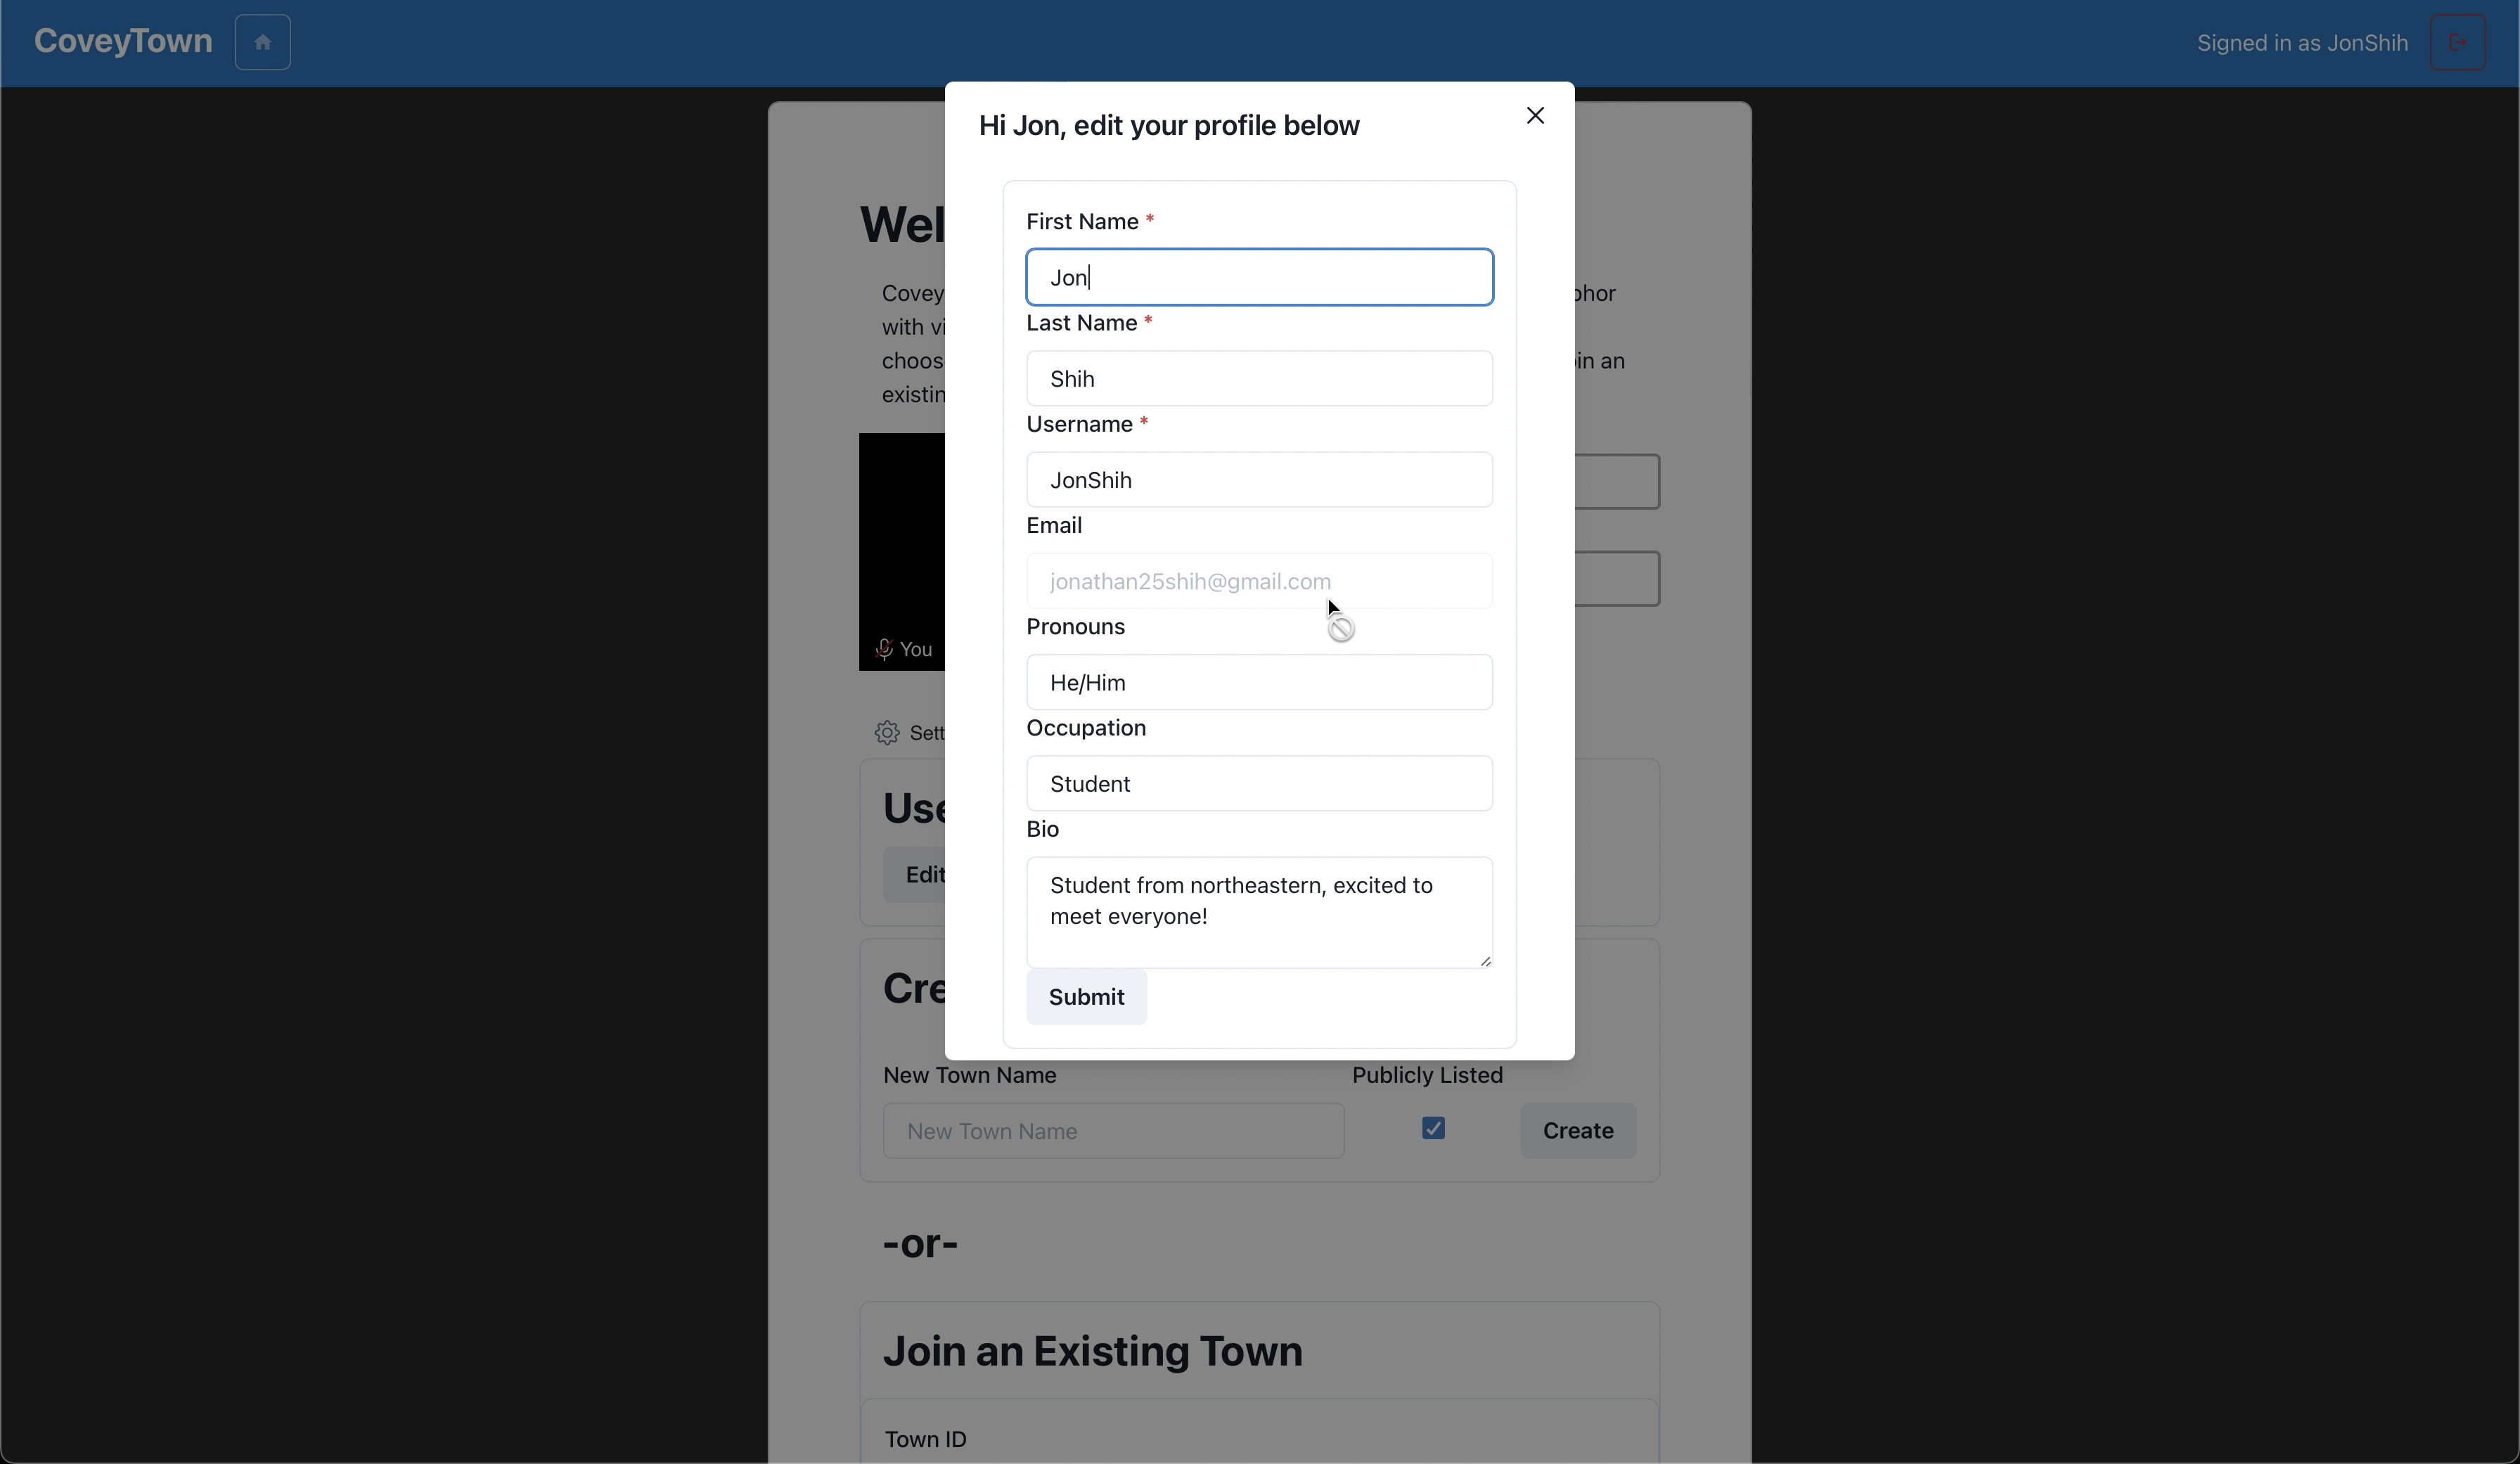 CoveyTown
Signed in as JonShih
Hi Jon, edit your profile below
First Name *
Jon
Last Name *
Shih
Username *
JonShih
Email
jonathan25shih@gmail.com
Pronouns
He/Him
Occupation
Student
Bio
Student from northeastern, excited to
meet everyone!
Submit
Wel
Covey
with vi
choos
in an
existin
You
Sett
Use
Edit
Cre
New Town Name
Publicly Listed
New Town Name
Create
-or-
Join an Existing Town
Town ID